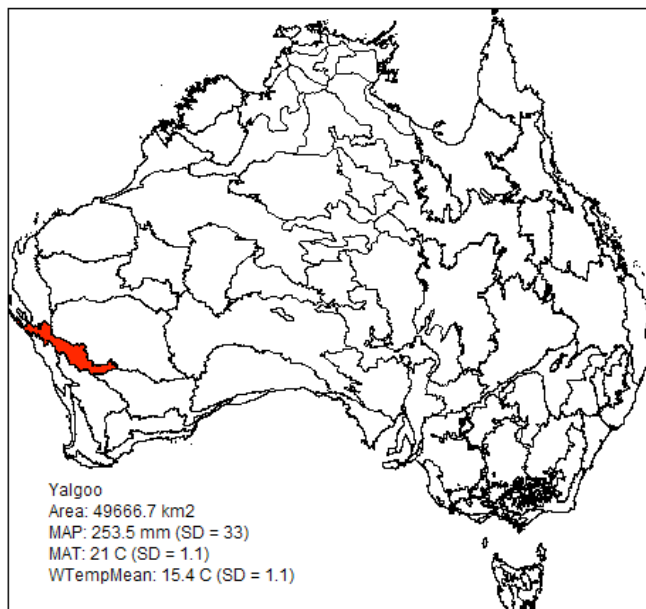 Yalgoo
Area: 49666.7 km2
MAP: 253.5 mm (SD = 33)
MAT: 21 C (SD = 1.1)
WTempMean: 15.4 C (SD = 1.1)